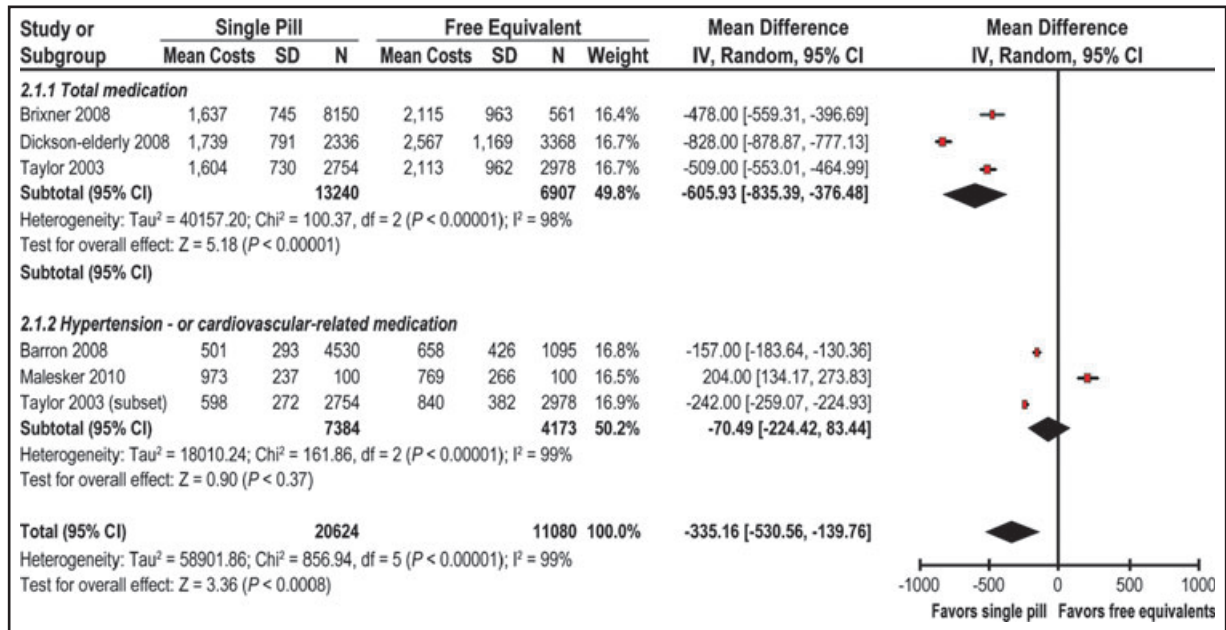 Study or Single Pill Free Equivalent Mean Difference Mean Difference
Subgroup Mean Costs SD N Mean Costs SD N Weight IV, Random, 95% CI IV, Random, 95% CI
2.1.1 Total medication
Brixner 2008 1,637 745 8150 2,115 963 561 16.4% -478.00 [-559.31, -396.69]
Dickson-elderly 2008 1,739 791 2336 2,567 1,169 3368 16.7% -828.00 [-878.87, -777.13]
Taylor 2003 1,604 730 2754 2,113 962 2978 16.7% -509.00 [-553.01, -464.99]
Subtotal (95% CI) 13240 6907 49.8% -605.93 [-835.39, -376.48]
Heterogeneity: Tau² = 40157.20; Chi² = 100.37, df = 2 (P < 0.00001); I² = 98%
Test for overall effect: Z = 5.18 (P < 0.00001)
Subtotal (95% CI)
2.1.2 Hypertension - or cardiovascular-related medication
Barron 2008 501 293 4530 658 426 1095 16.8% -157.00 [-183.64, -130.36]
Malesker 2010 973 237 100 769 266 100 16.5% 204.00 [134.17, 273.83]
Taylor 2003 (subset) 598 272 2754 840 382 2978 16.9% -242.00 [-259.07, -224.93]
Subtotal (95% CI) 7384 4173 50.2% -70.49 [-224.42, 83.44]
Heterogeneity: Tau² = 18010.24; Chi² = 161.86, df = 2 (P < 0.00001); I² = 99%
Test for overall effect: Z = 0.90 (P < 0.37)
Total (95% CI) 20624 11080 100.0% -335.16 [-530.56, -139.76]
Heterogeneity: Tau² = 58901.86; Chi² = 856.94, df = 5 (P < 0.00001); I² = 99%
Test for overall effect: Z = 3.36 (P < 0.0008)
-1000 -500 0 500 1000
Favors single pill Favors free equivalents